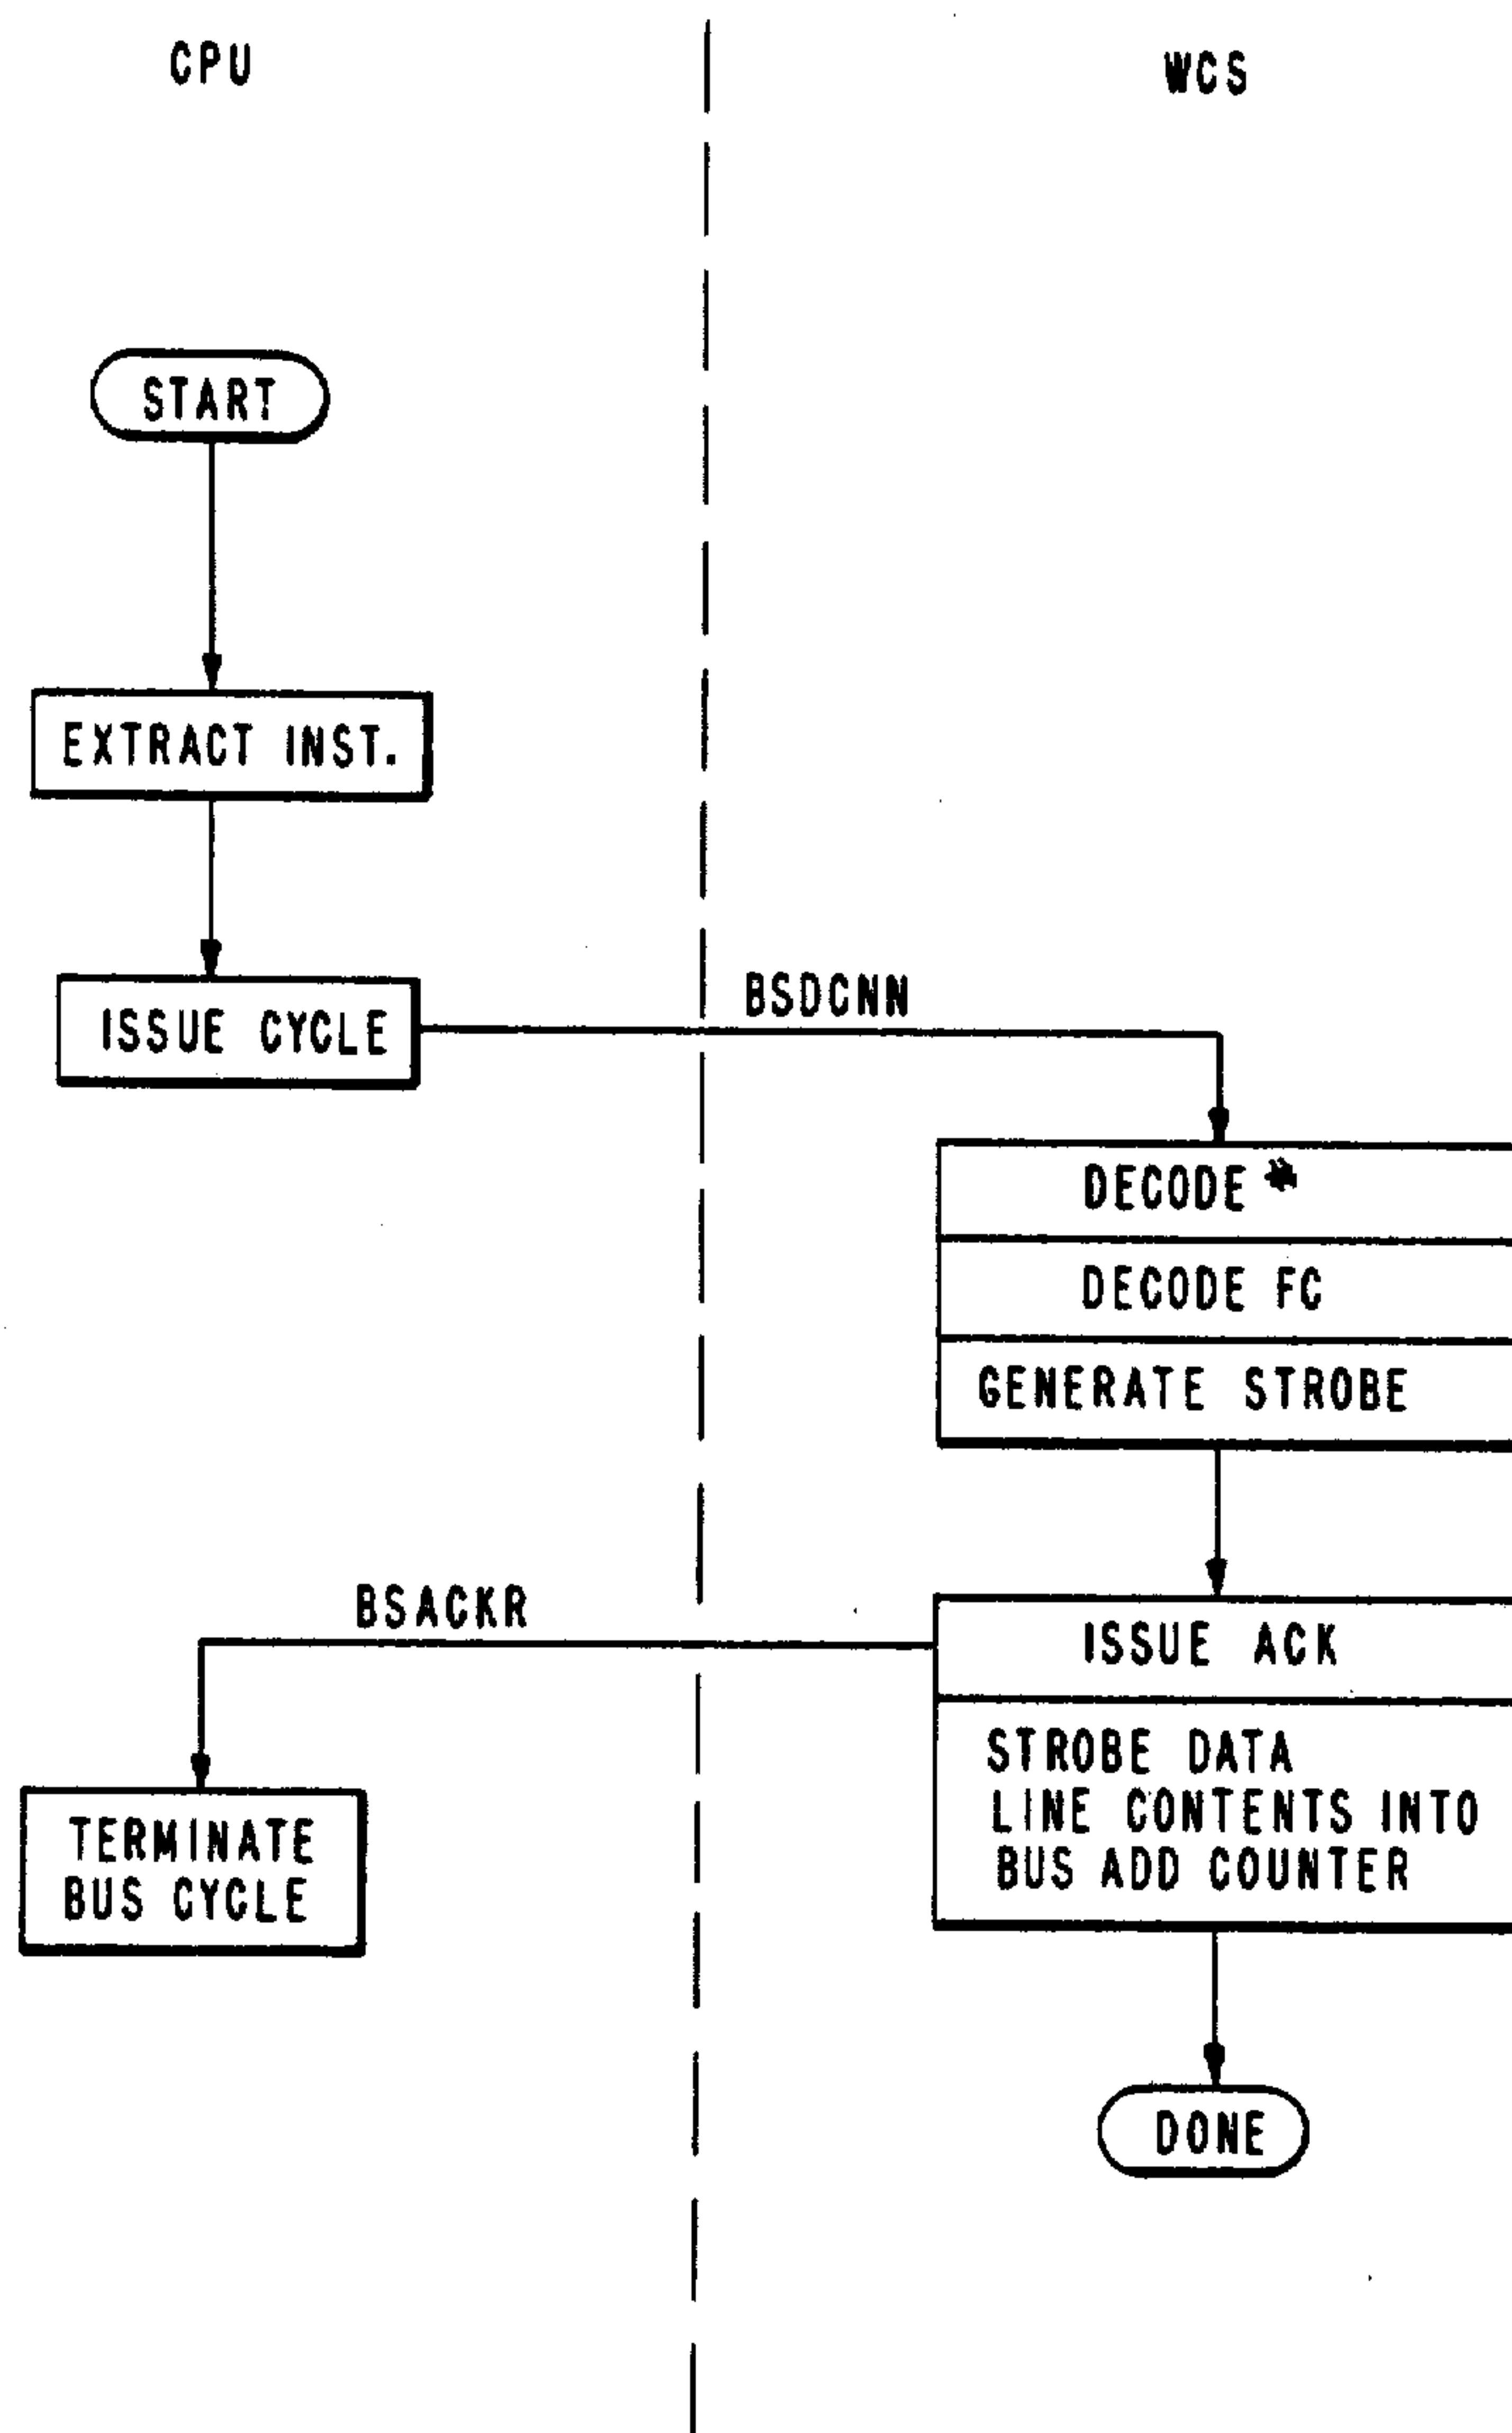 CPU
WCS
START
EXTRACT INST.
ISSUE CYCLE
BSDCNN
DECODE *
DECODE FC
GENERATE STROBE
BSACKR
ISSUE ACK
STROBE DATA
LINE CONTENTS INTO
BUS ADD COUNTER
TERMINATE
BUS CYCLE
DONE